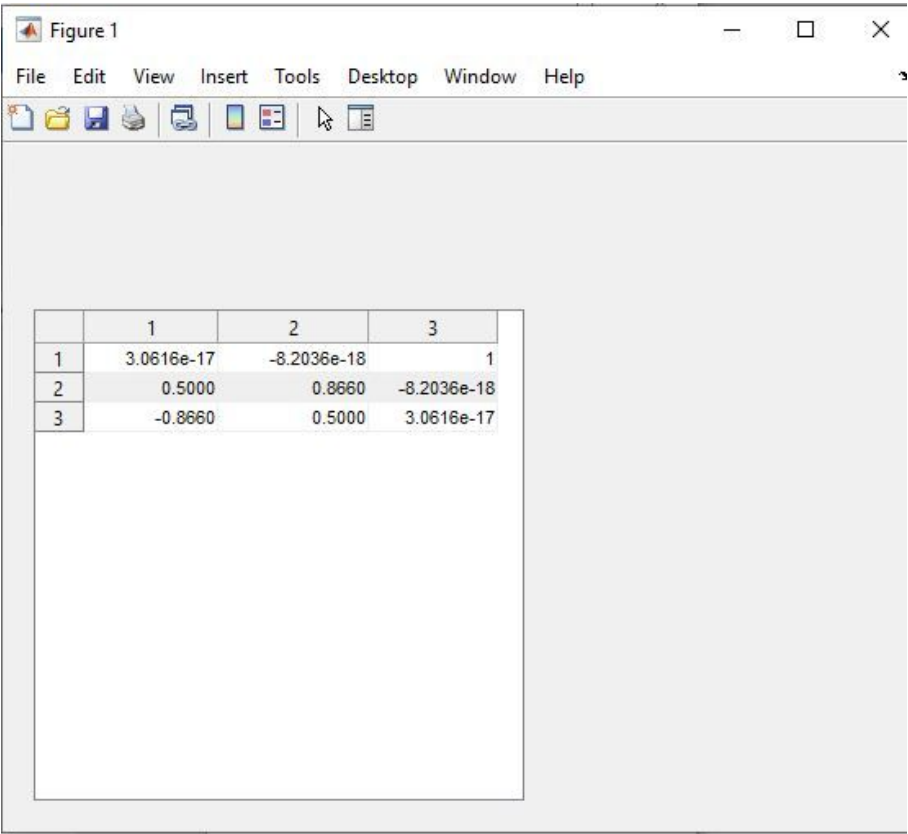 Figure 1
File Edit View Insert Tools Desktop Window Help
1 2 3
1 3.0616e-17 -8.2036e-18 1
2 0.5000 0.8660 -8.2036e-18
3 -0.8660 0.5000 3.0616e-17